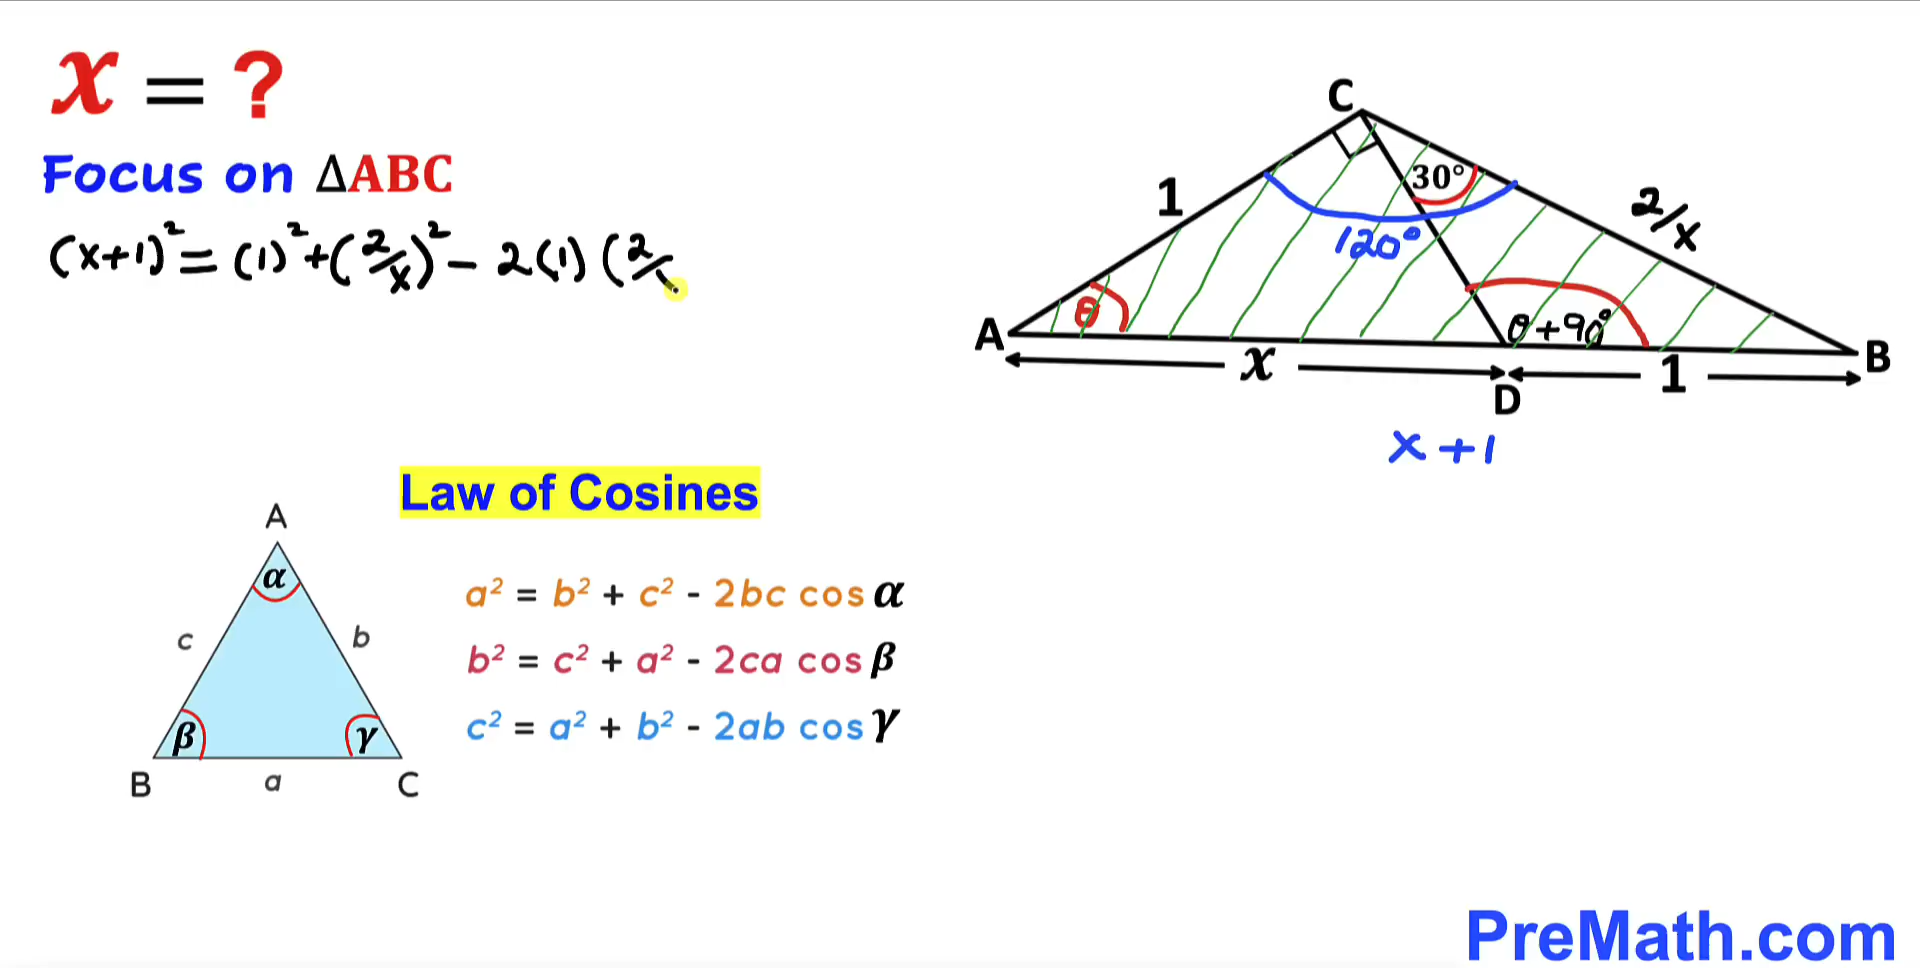 x = ?
Focus on ΔABC
(x+1)² = (1)² + (2/x)² - 2(1)(2/
C
30°
1
2/x
120°
A
θ
θ+90°
B
x
1
D
x+1
Law of Cosines
A
α
c
b
β
γ
B
a
C
a² = b² + c² - 2bc cos α
b² = c² + a² - 2ca cos β
c² = a² + b² - 2ab cos γ
PreMath.com